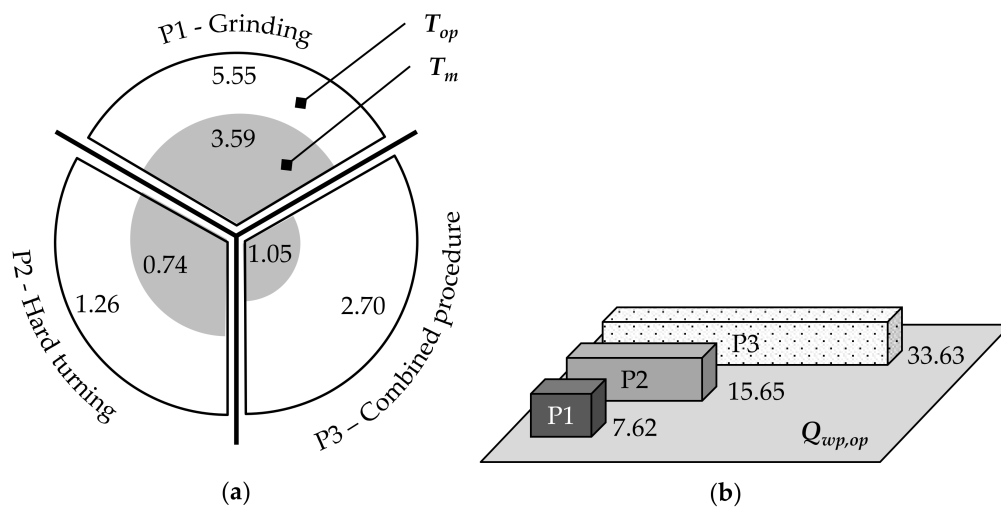 P1 - Grinding
T_op
T_m
5.55
3.59
P2 - Hard turning
0.74
1.26
1.05
2.70
P3 – Combined procedure
(a)
P3
33.63
P2
15.65
P1
7.62
Q_wp,op
(b)